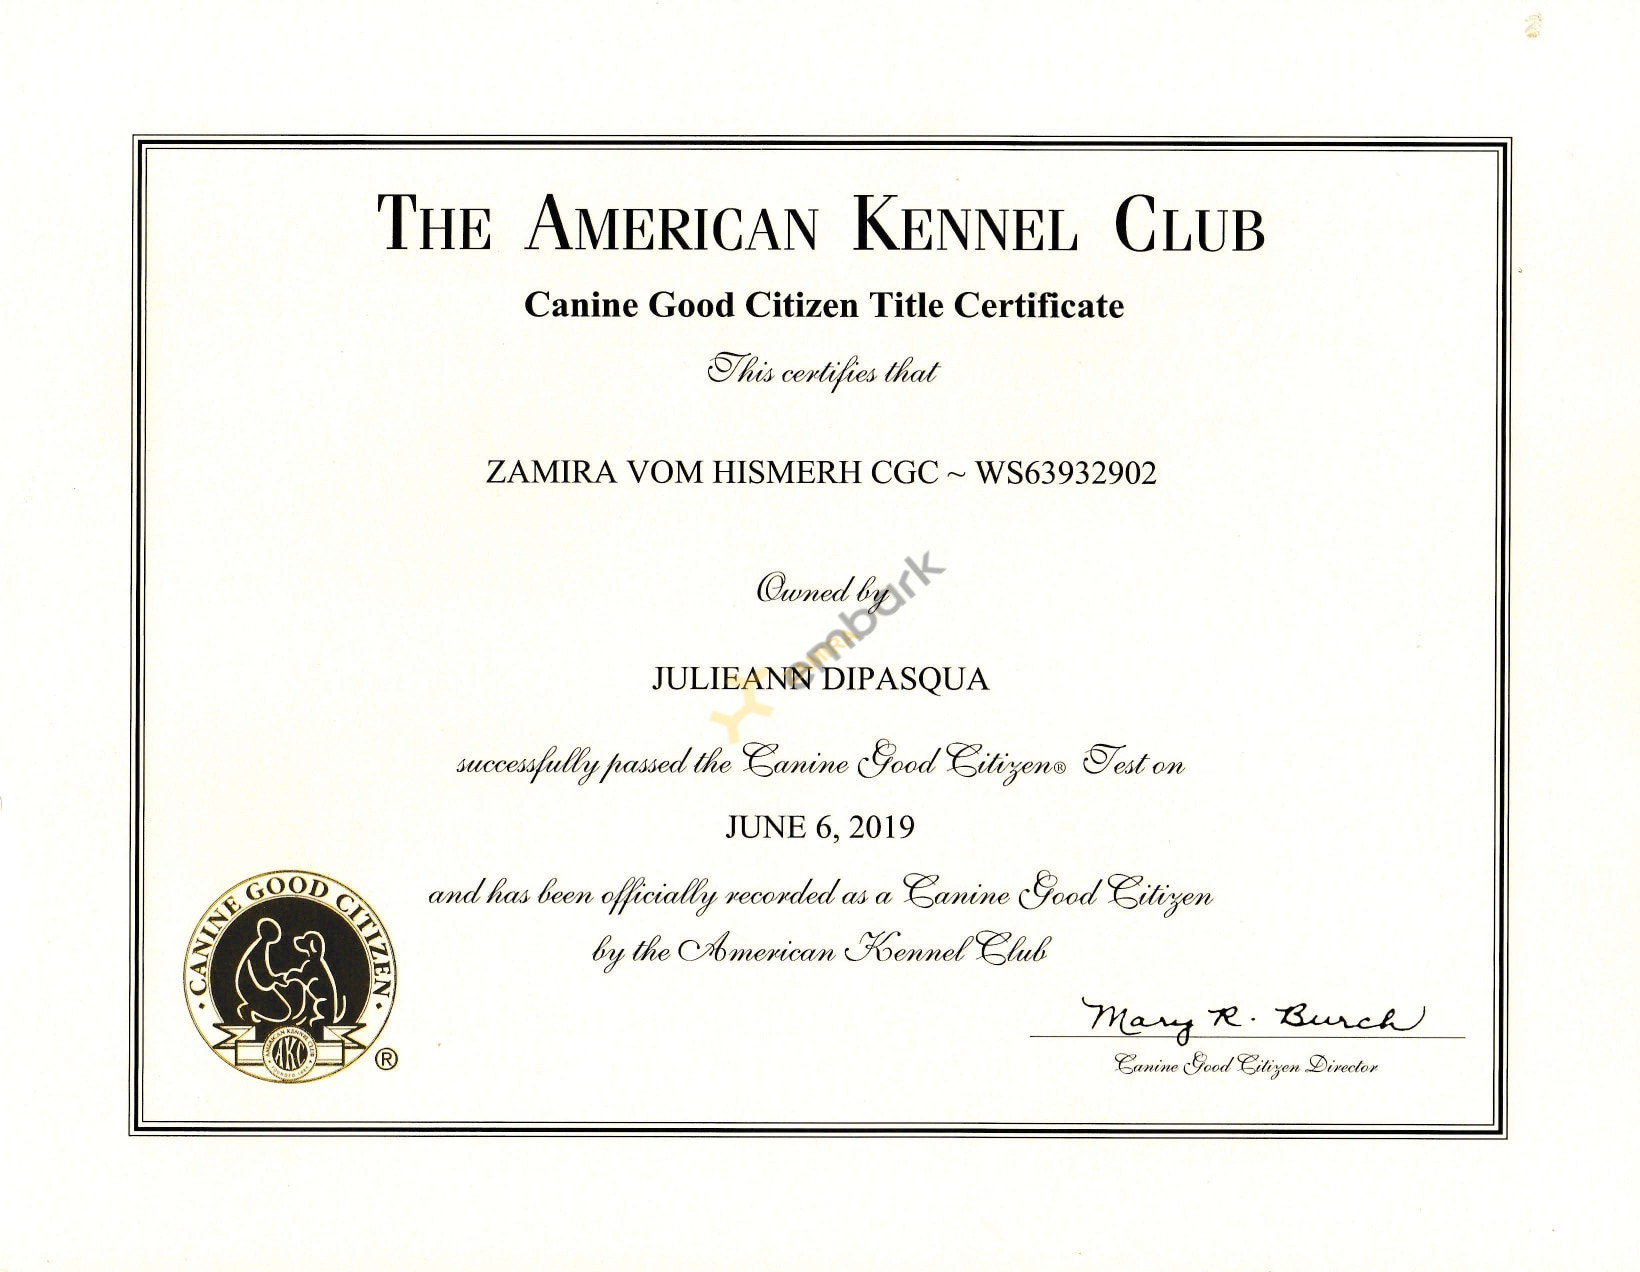 THE AMERICAN KENNEL CLUB
Canine Good Citizen Title Certificate
This certifies that
ZAMIRA VOM HISMERH CGC ~ WS63932902
Owned by
embark
JULIEANN DIPASQUA
successfully passed the Canine Good Citizen® Test on
JUNE 6, 2019
and has been officially recorded as a Canine Good Citizen
by the American Kennel Club
·CANINE GOOD CITIZEN·
AMERICAN KENNEL CLUB
AKC
®
Mary R. Burch
Canine Good Citizen Director